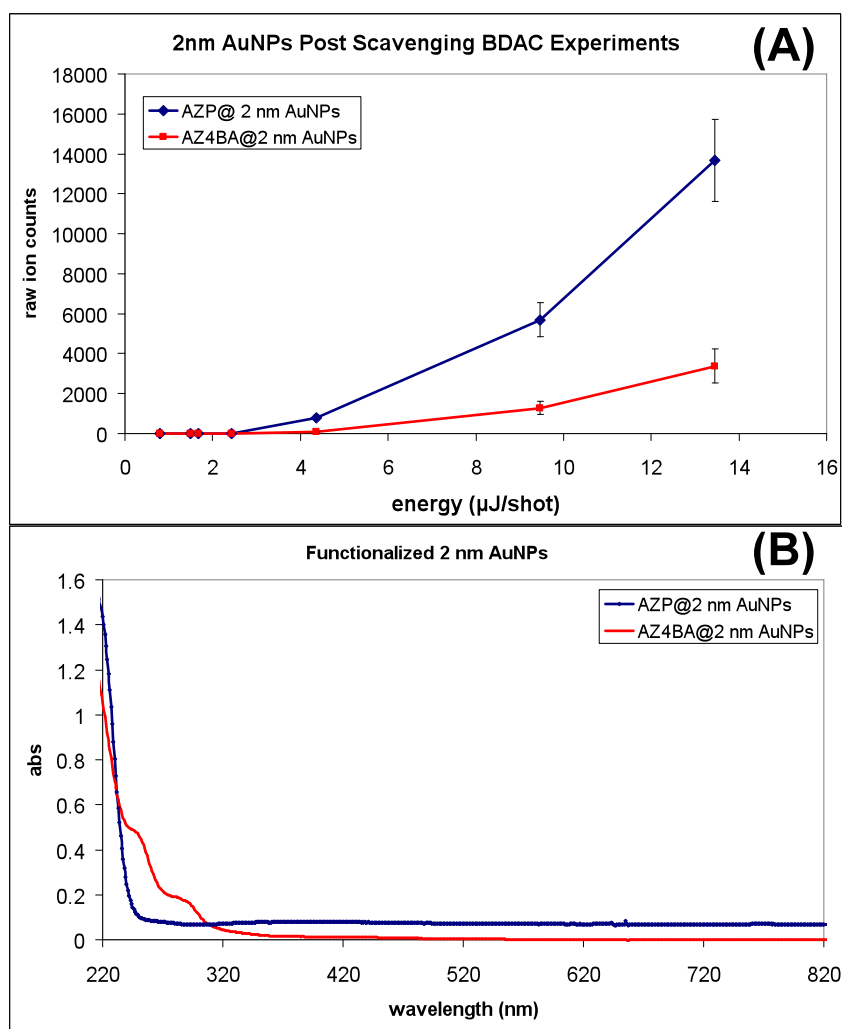 2nm AuNPs Post Scavenging BDAC Experiments
(A)
18000
16000
14000
12000
10000
8000
6000
4000
2000
0
raw ion counts
AZP@ 2 nm AuNPs
AZ4BA@2 nm AuNPs
0 2 4 6 8 10 12 14 16
energy (µJ/shot)
Functionalized 2 nm AuNPs
(B)
1.6
1.4
1.2
1
0.8
0.6
0.4
0.2
0
abs
AZP@2 nm AuNPs
AZ4BA@2 nm AuNPs
220 320 420 520 620 720 820
wavelength (nm)